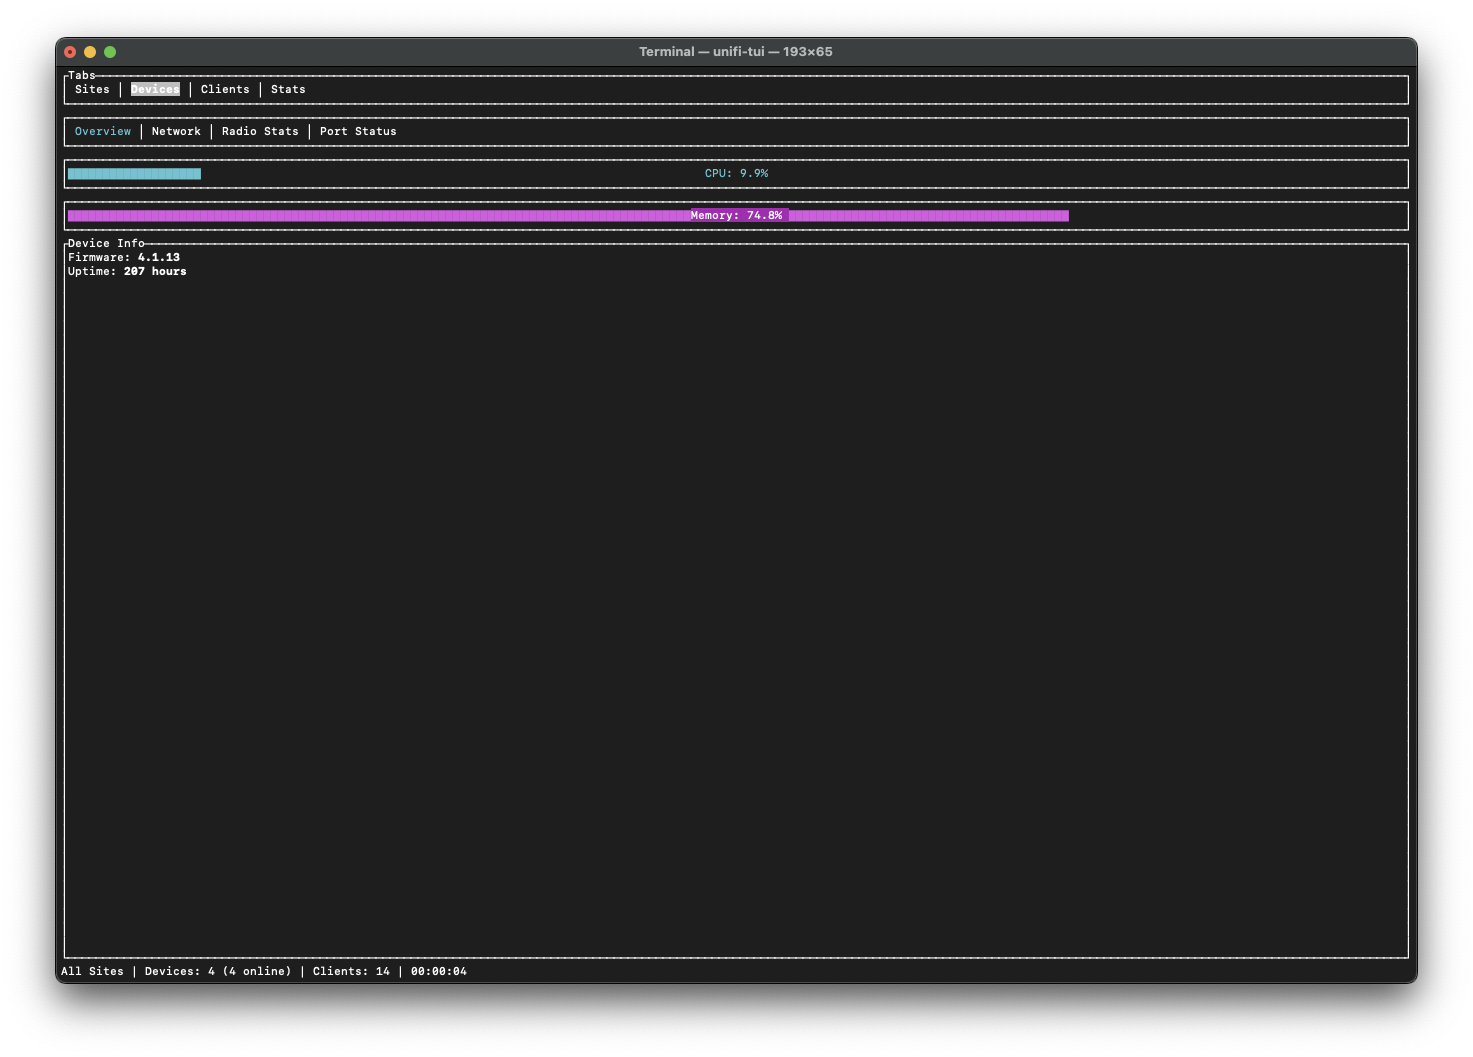 Terminal — unifi-tui — 193×65
Tabs
Sites │ Devices │ Clients │ Stats
Overview │ Network │ Radio Stats │ Port Status
CPU: 9.9%
Memory: 74.8%
Device Info
Firmware: 4.1.13
Uptime: 207 hours
All Sites | Devices: 4 (4 online) | Clients: 14 | 00:00:04